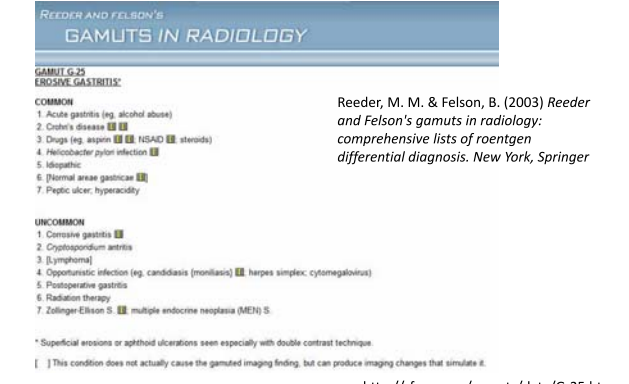 REEDER AND FELSON'S
GAMUTS IN RADIOLOGY
GAMUT G-25
EROSIVE GASTRITIS*
COMMON
1. Acute gastritis (eg, alcohol abuse)
2. Crohn's disease
3. Drugs (eg, aspirin ; NSAID ; steroids)
4. Helicobacter pylori infection
5. Idiopathic
6. [Normal areae gastricae ]
7. Peptic ulcer; hyperacidity
Reeder, M. M. & Felson, B. (2003) Reeder
and Felson's gamuts in radiology:
comprehensive lists of roentgen
differential diagnosis. New York, Springer
UNCOMMON
1. Corrosive gastritis
2. Cryptosporidium antritis
3. [Lymphoma]
4. Opportunistic infection (eg, candidiasis {moniliasis} ; herpes simplex; cytomegalovirus)
5. Postoperative gastritis
6. Radiation therapy
7. Zollinger-Ellison S. ; multiple endocrine neoplasia (MEN) S.
* Superficial erosions or aphthoid ulcerations seen especially with double contrast technique.
[ ] This condition does not actually cause the gamuted imaging finding, but can produce imaging changes that simulate it.